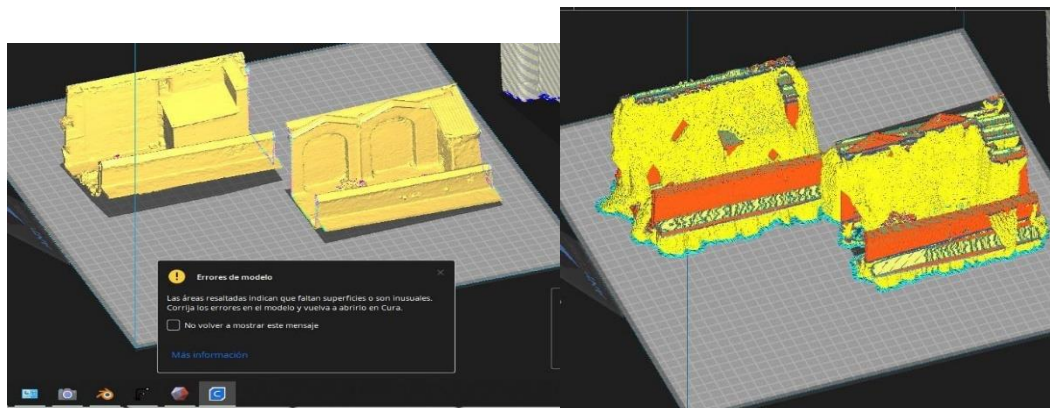 Errores de modelo
Las áreas resaltadas indican que faltan superficies o son inusuales.
Corrija los errores en el modelo y vuelva a abrirlo en Cura.
No volver a mostrar este mensaje
Más información